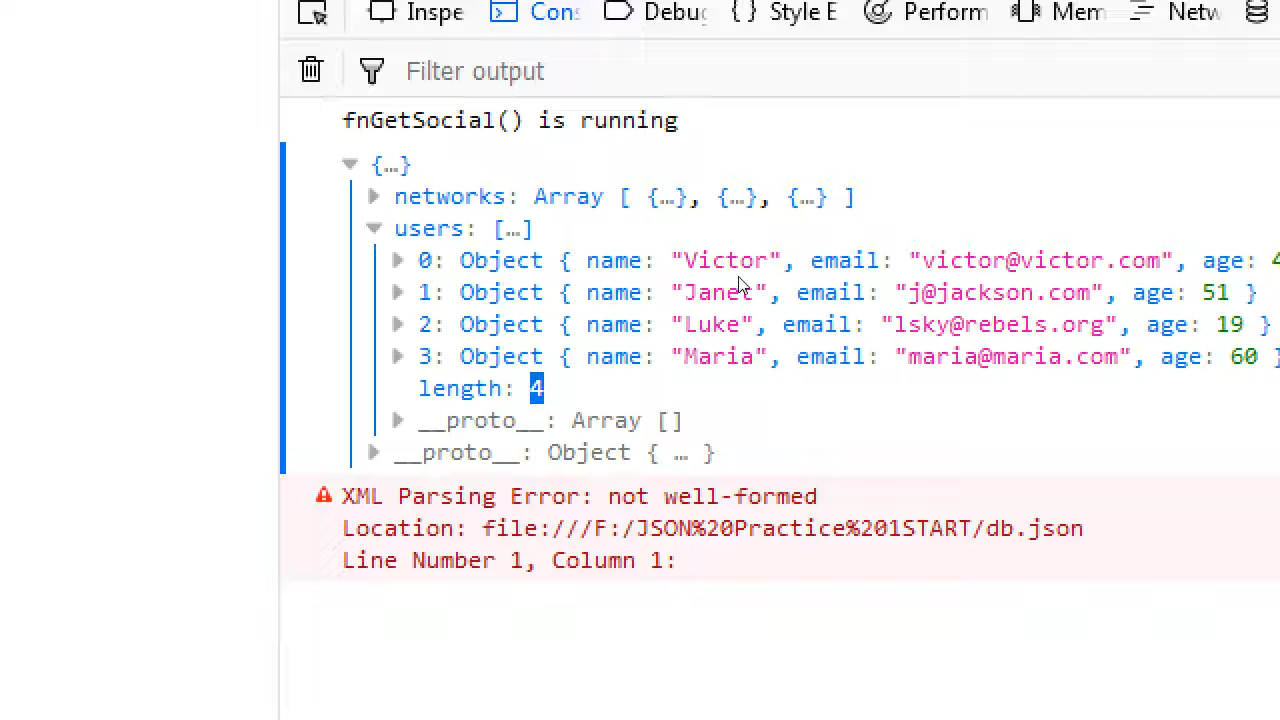 Inspe Cons Debug { } Style E Perform Mem Netw
Filter output
fnGetSocial() is running
{…}
networks: Array [ {…}, {…}, {…} ]
users: […]
0: Object { name: "Victor", email: "victor@victor.com", age: 4
1: Object { name: "Janet", email: "j@jackson.com", age: 51 }
2: Object { name: "Luke", email: "lsky@rebels.org", age: 19 }
3: Object { name: "Maria", email: "maria@maria.com", age: 60 }
length: 4
__proto__: Array []
__proto__: Object { … }
XML Parsing Error: not well-formed
Location: file:///F:/JSON%20Practice%201START/db.json
Line Number 1, Column 1: